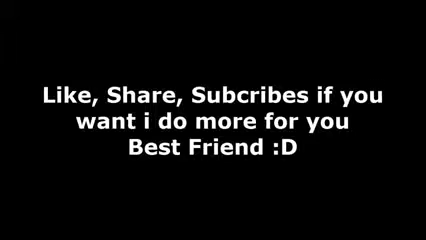 Like, Share, Subcribes if you
want i do more for you
Best Friend :D